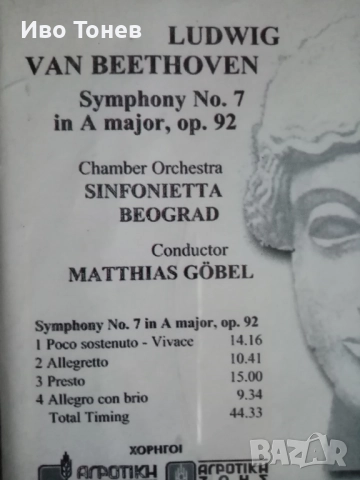 Иво Тонев
LUDWIG
VAN BEETHOVEN
Symphony No. 7
in A major, op. 92
Chamber Orchestra
SINFONIETTA
BEOGRAD
Conductor
MATTHIAS GÖBEL
Symphony No. 7 in A major, op. 92
1 Poco sostenuto - Vivace 14.16
2 Allegretto 10.41
3 Presto 15.00
4 Allegro con brio 9.34
Total Timing 44.33
ΧΟΡΗΓΟΙ
ΑΓΡΟΤΙΚΗ ΑΓΡΟΤΙΚΗ
ΖΩΗΣ
bazar